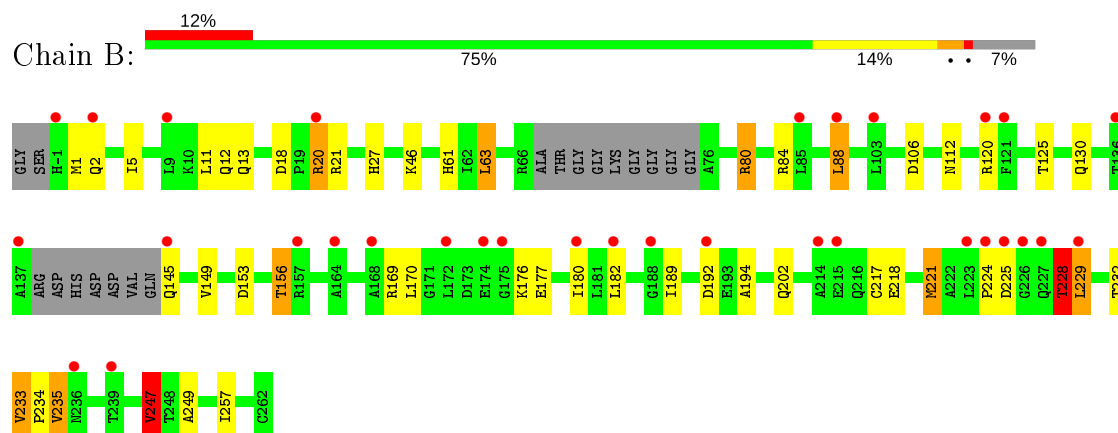 12%
Chain B:
75% 14% • • 7%
GLY SER H-1 M1 Q2 I5 L9 K10 L11 Q12 Q13 D18 P19 R20 R21 H27 K46 H61 I62 L63 R66 ALA THR GLY GLY LYS GLY GLY GLY GLY A76 R80 R84 L85 L88 L103 D106 N112 R120 F121 T125 Q130 T136
A137 ARG ASP HIS ASP ASP VAL GLN Q145 V149 D153 T156 R157 A164 A168 R169 L170 G171 L172 D173 E174 G175 K176 E177 I180 L181 L182 G188 I189 D192 E193 A194 Q202 A214 E215 Q216 C217 E218 M221 A222 L223 P224 D225 G226 Q227 T228 L229 T232
V233 P234 V235 N236 T239 V247 T248 A249 I257 C262